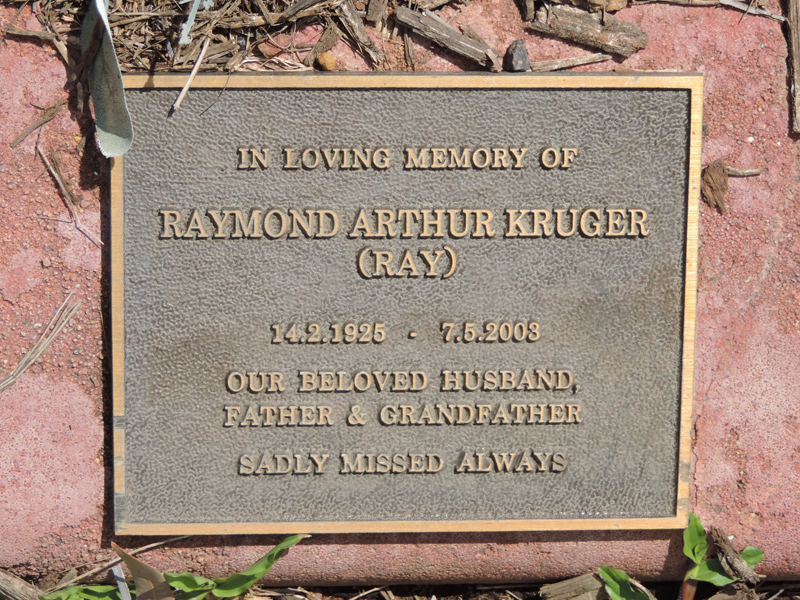 IN LOVING MEMORY OF
RAYMOND ARTHUR KRUGER
(RAY)
14.2.1925 - 7.5.2003
OUR BELOVED HUSBAND,
FATHER & GRANDFATHER
SADLY MISSED ALWAYS